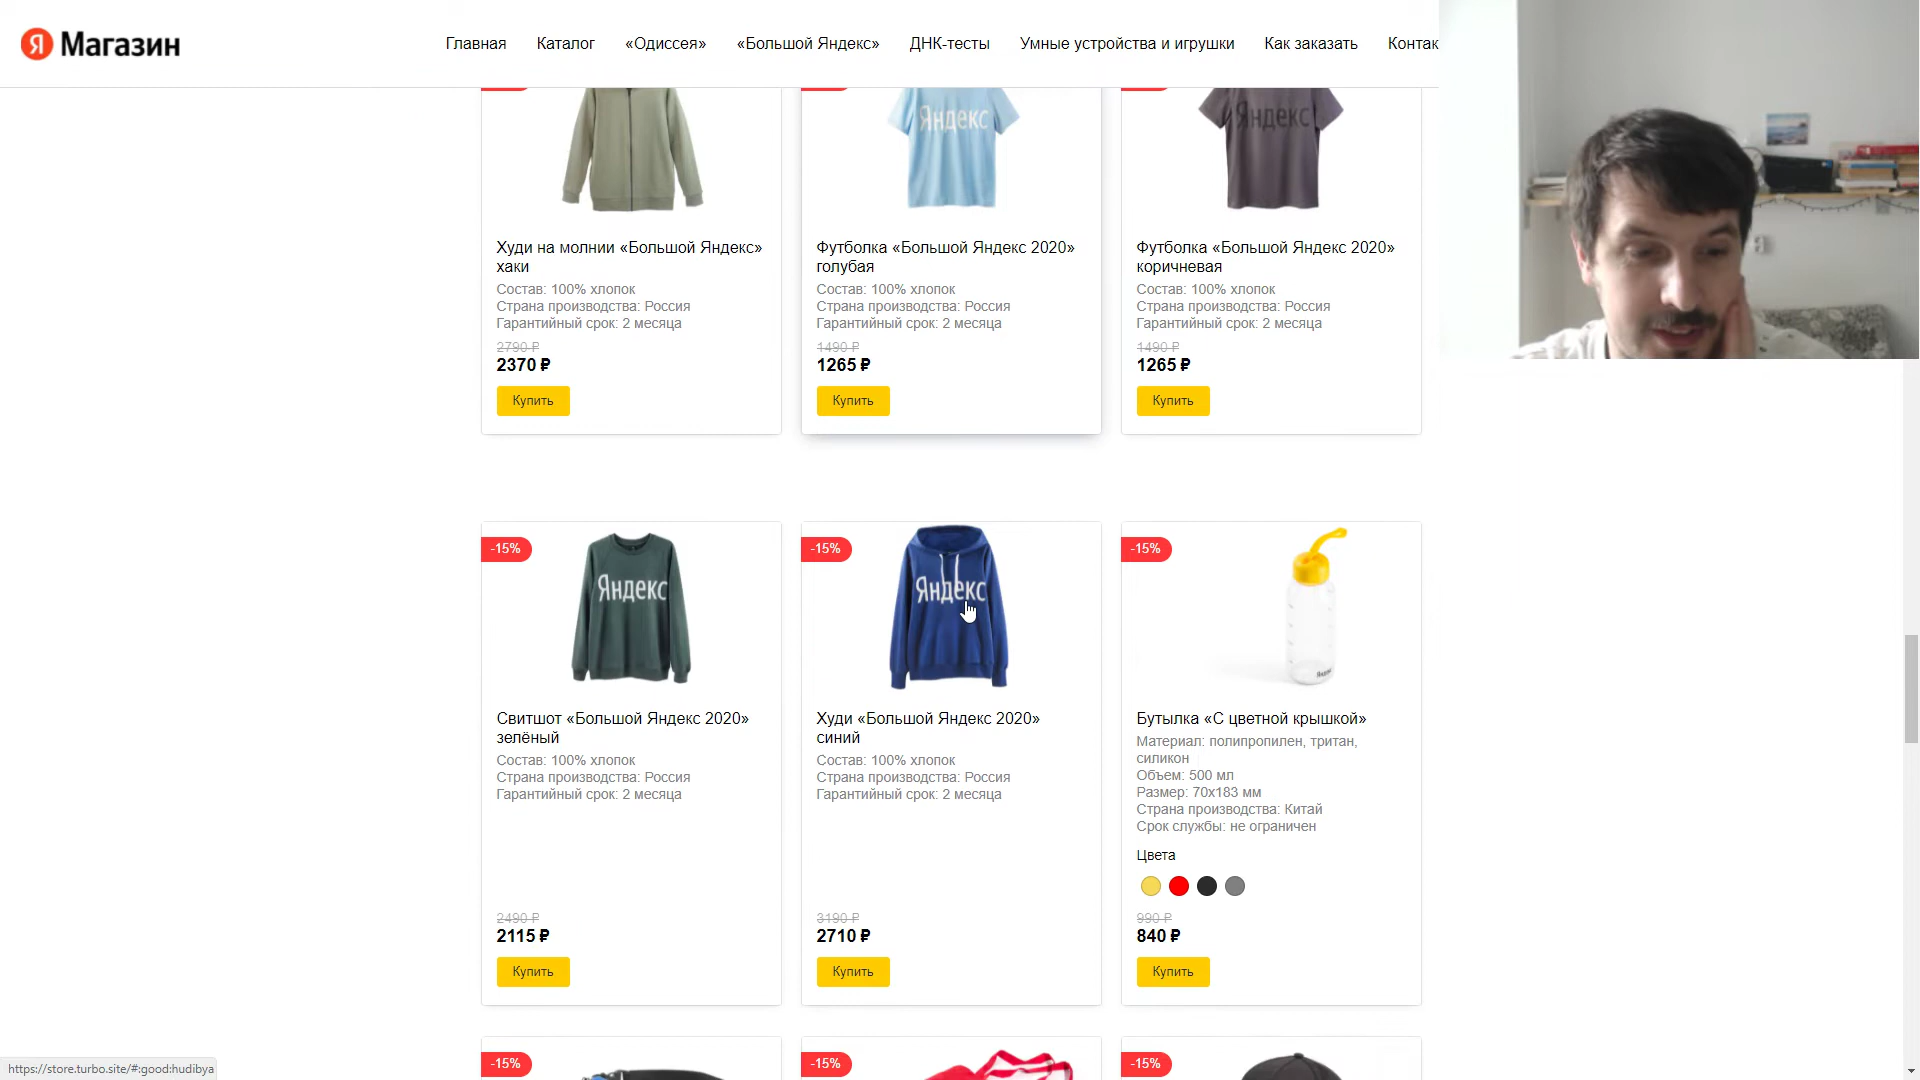 Я Магазин
Главная Каталог «Одиссея» «Большой Яндекс» ДНК-тесты Умные устройства и игрушки Как заказать Контак
Яндекс
Яндекс
Худи на молнии «Большой Яндекс»
хаки
Состав: 100% хлопок
Страна производства: Россия
Гарантийный срок: 2 месяца
2790 ₽
2370 ₽
Купить
Футболка «Большой Яндекс 2020»
голубая
Состав: 100% хлопок
Страна производства: Россия
Гарантийный срок: 2 месяца
1490 ₽
1265 ₽
Купить
Футболка «Большой Яндекс 2020»
коричневая
Состав: 100% хлопок
Страна производства: Россия
Гарантийный срок: 2 месяца
1490 ₽
1265 ₽
Купить
-15%
Яндекс
Свитшот «Большой Яндекс 2020»
зелёный
Состав: 100% хлопок
Страна производства: Россия
Гарантийный срок: 2 месяца
2490 ₽
2115 ₽
Купить
-15%
Яндекс
Худи «Большой Яндекс 2020»
синий
Состав: 100% хлопок
Страна производства: Россия
Гарантийный срок: 2 месяца
3190 ₽
2710 ₽
Купить
-15%
Яндекс
Бутылка «С цветной крышкой»
Материал: полипропилен, тритан,
силикон
Объем: 500 мл
Размер: 70х183 мм
Страна производства: Китай
Срок службы: не ограничен
Цвета
990 ₽
840 ₽
Купить
-15%
-15%
-15%
https://store.turbo.site/#:good:hudibya